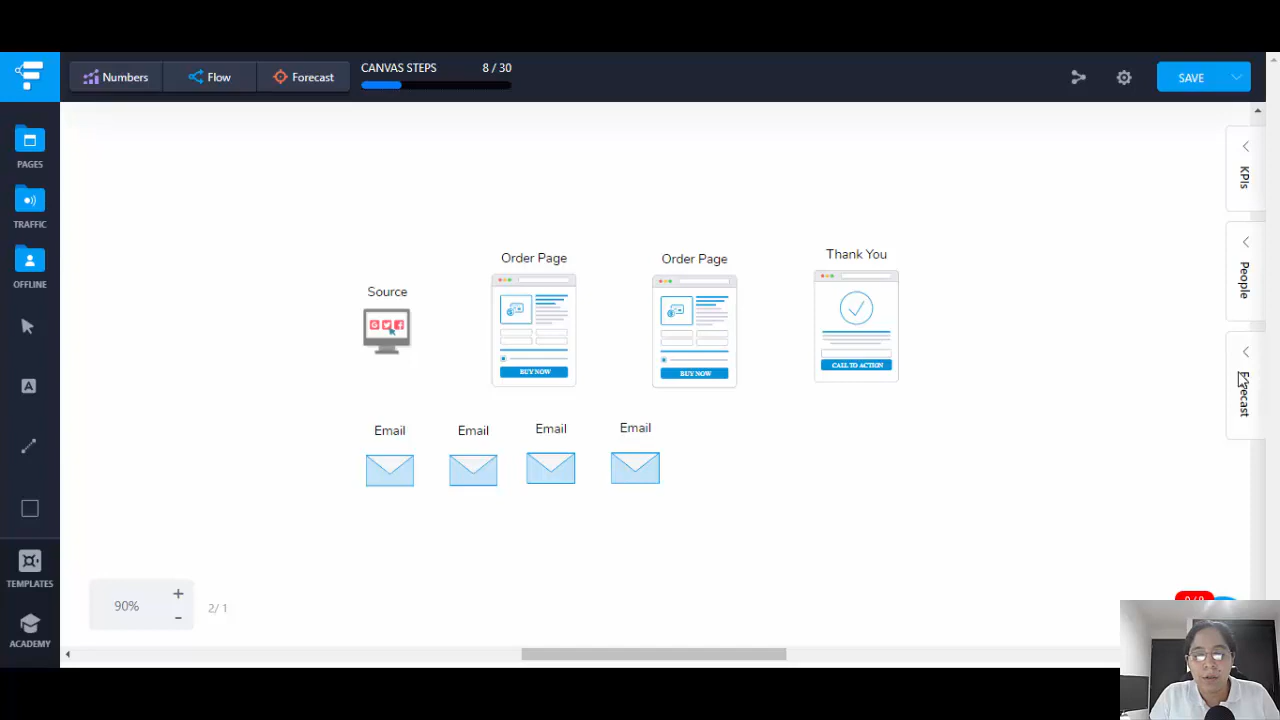 Numbers
Flow
Forecast
CANVAS STEPS 8 / 30
SAVE
PAGES
TRAFFIC
OFFLINE
A
TEMPLATES
ACADEMY
KPIs
People
Forecast
Source
Order Page
BUY NOW
Order Page
BUY NOW
Thank You
CALL TO ACTION
Email
Email
Email
Email
90%
+
-
2/ 1